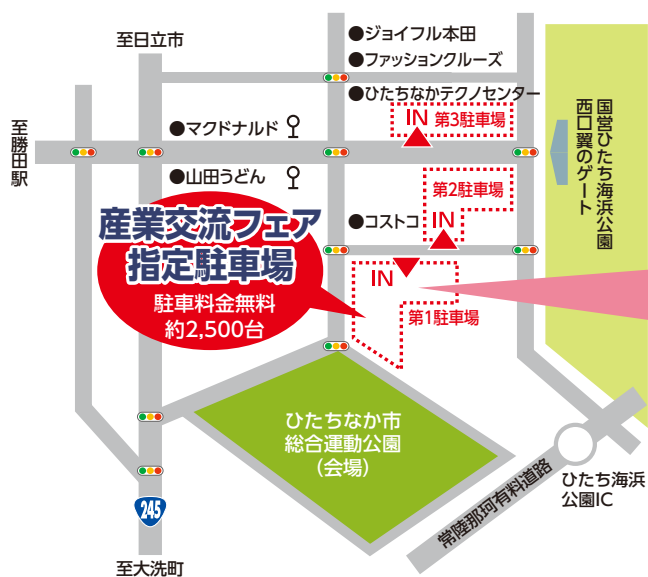 至日立市
●ジョイフル本田
●ファッションクルーズ
●ひたちなかテクノセンター
IN 第3駐車場
至勝田駅
●マクドナルド
●山田うどん
国営ひたち海浜公園
西口翼のゲート
第2駐車場
IN
●コストコ
産業交流フェア
指定駐車場
駐車料金無料
約2,500台
IN
第1駐車場
ひたちなか市
総合運動公園
(会場)
常陸那珂有料道路
ひたち海浜
公園IC
245
至大洗町